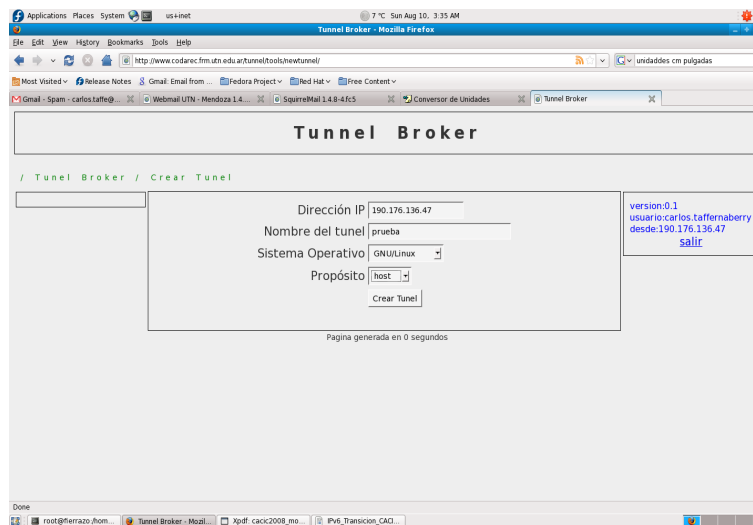 Applications Places System us+inet 7 °C Sun Aug 10, 3:35 AM
Tunnel Broker - Mozilla Firefox
File Edit View History Bookmarks Tools Help
http://www.codarec.frm.utn.edu.ar/tunnel/tools/newtunnel/ unidaddes cm pulgadas
Most Visited Release Notes Gmail: Email from ... Fedora Project Red Hat Free Content
Gmail - Spam - carlos.taffe@... Webmail UTN - Mendoza 1.4.... SquirrelMail 1.4.8-4.fc5 Conversor de Unidades Tunnel Broker
Tunnel Broker
/ Tunel Broker / Crear Tunel
Dirección IP 190.176.136.47
Nombre del tunel prueba
Sistema Operativo GNU/Linux
Propósito host
Crear Tunel
version:0.1
usuario:carlos.taffernaberry
desde:190.176.136.47
salir
Pagina generada en 0 segundos
Done
root@fierrazo:/hom... Tunnel Broker - Mozil... Xpdf: cacic2008_mo... IPv6_Transicion_CACI...